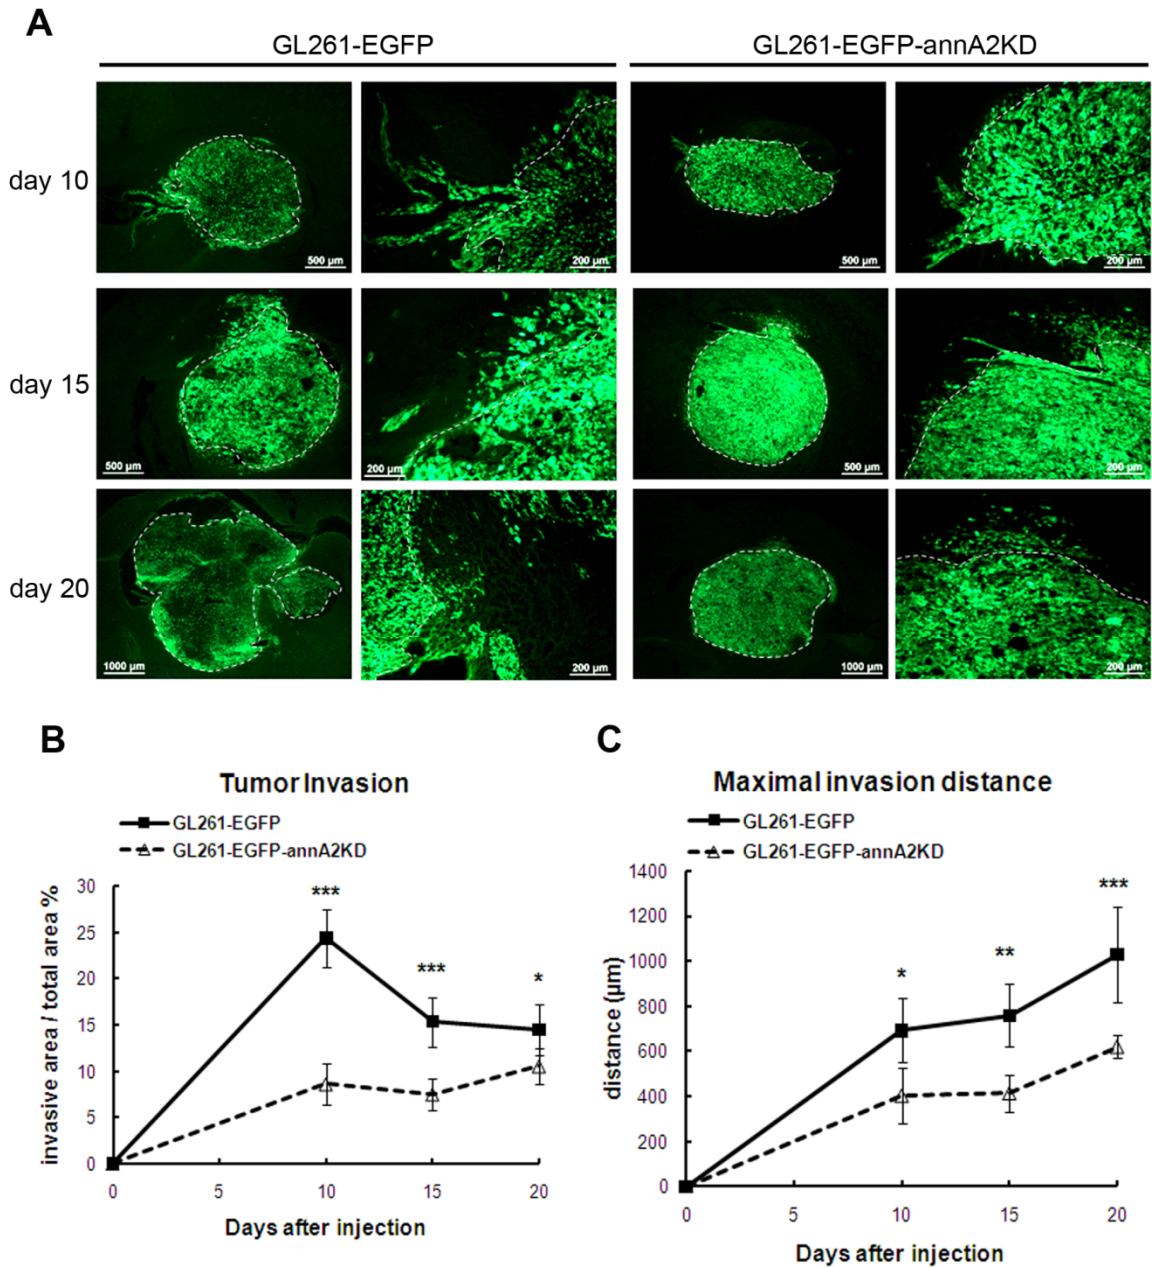 A
GL261-EGFP
GL261-EGFP-annA2KD
day 10
500 µm
200 µm
500 µm
200 µm
day 15
500 µm
200 µm
500 µm
200 µm
day 20
1000 µm
200 µm
1000 µm
200 µm
B
Tumor Invasion
GL261-EGFP
GL261-EGFP-annA2KD
invasive area / total area %
30
25
20
15
10
5
0
***
***
*
0 5 10 15 20
Days after injection
C
Maximal invasion distance
GL261-EGFP
GL261-EGFP-annA2KD
distance (µm)
1400
1200
1000
800
600
400
200
0
*
**
***
0 5 10 15 20
Days after injection